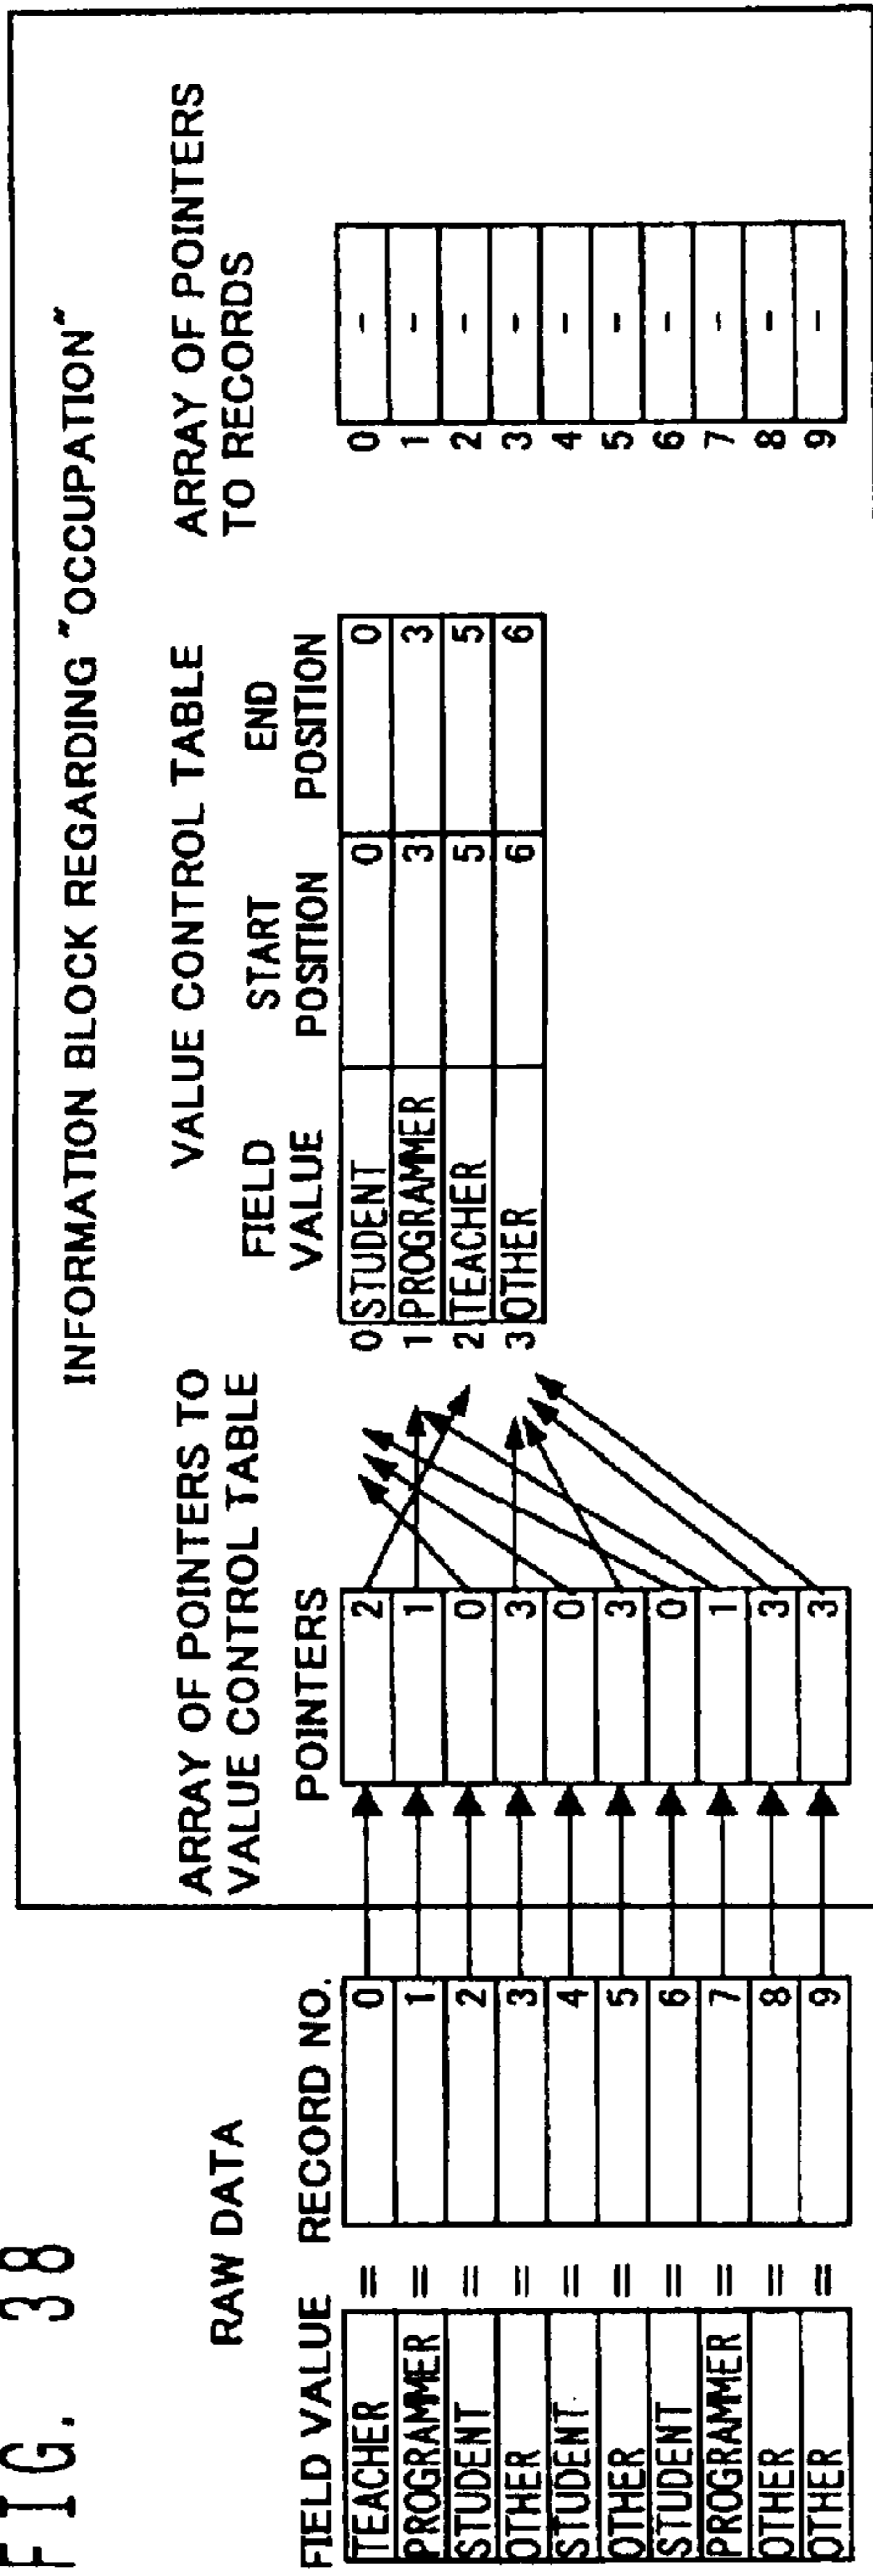 FIG. 38
INFORMATION BLOCK REGARDING "OCCUPATION"
RAW DATA
ARRAY OF POINTERS TO
VALUE CONTROL TABLE
VALUE CONTROL TABLE
ARRAY OF POINTERS
TO RECORDS
FIELD VALUE RECORD NO. POINTERS
FIELD
VALUE
START
POSITION
END
POSITION
TEACHER = 0 2
PROGRAMMER = 1 1
STUDENT = 2 0
OTHER = 3 3
STUDENT = 4 0
OTHER = 5 3
STUDENT = 6 0
PROGRAMMER = 7 1
OTHER = 8 3
OTHER = 9 3
0 STUDENT 0 0
1 PROGRAMMER 3 3
2 TEACHER 5 5
3 OTHER 6 6
0 -
1 -
2 -
3 -
4 -
5 -
6 -
7 -
8 -
9 -